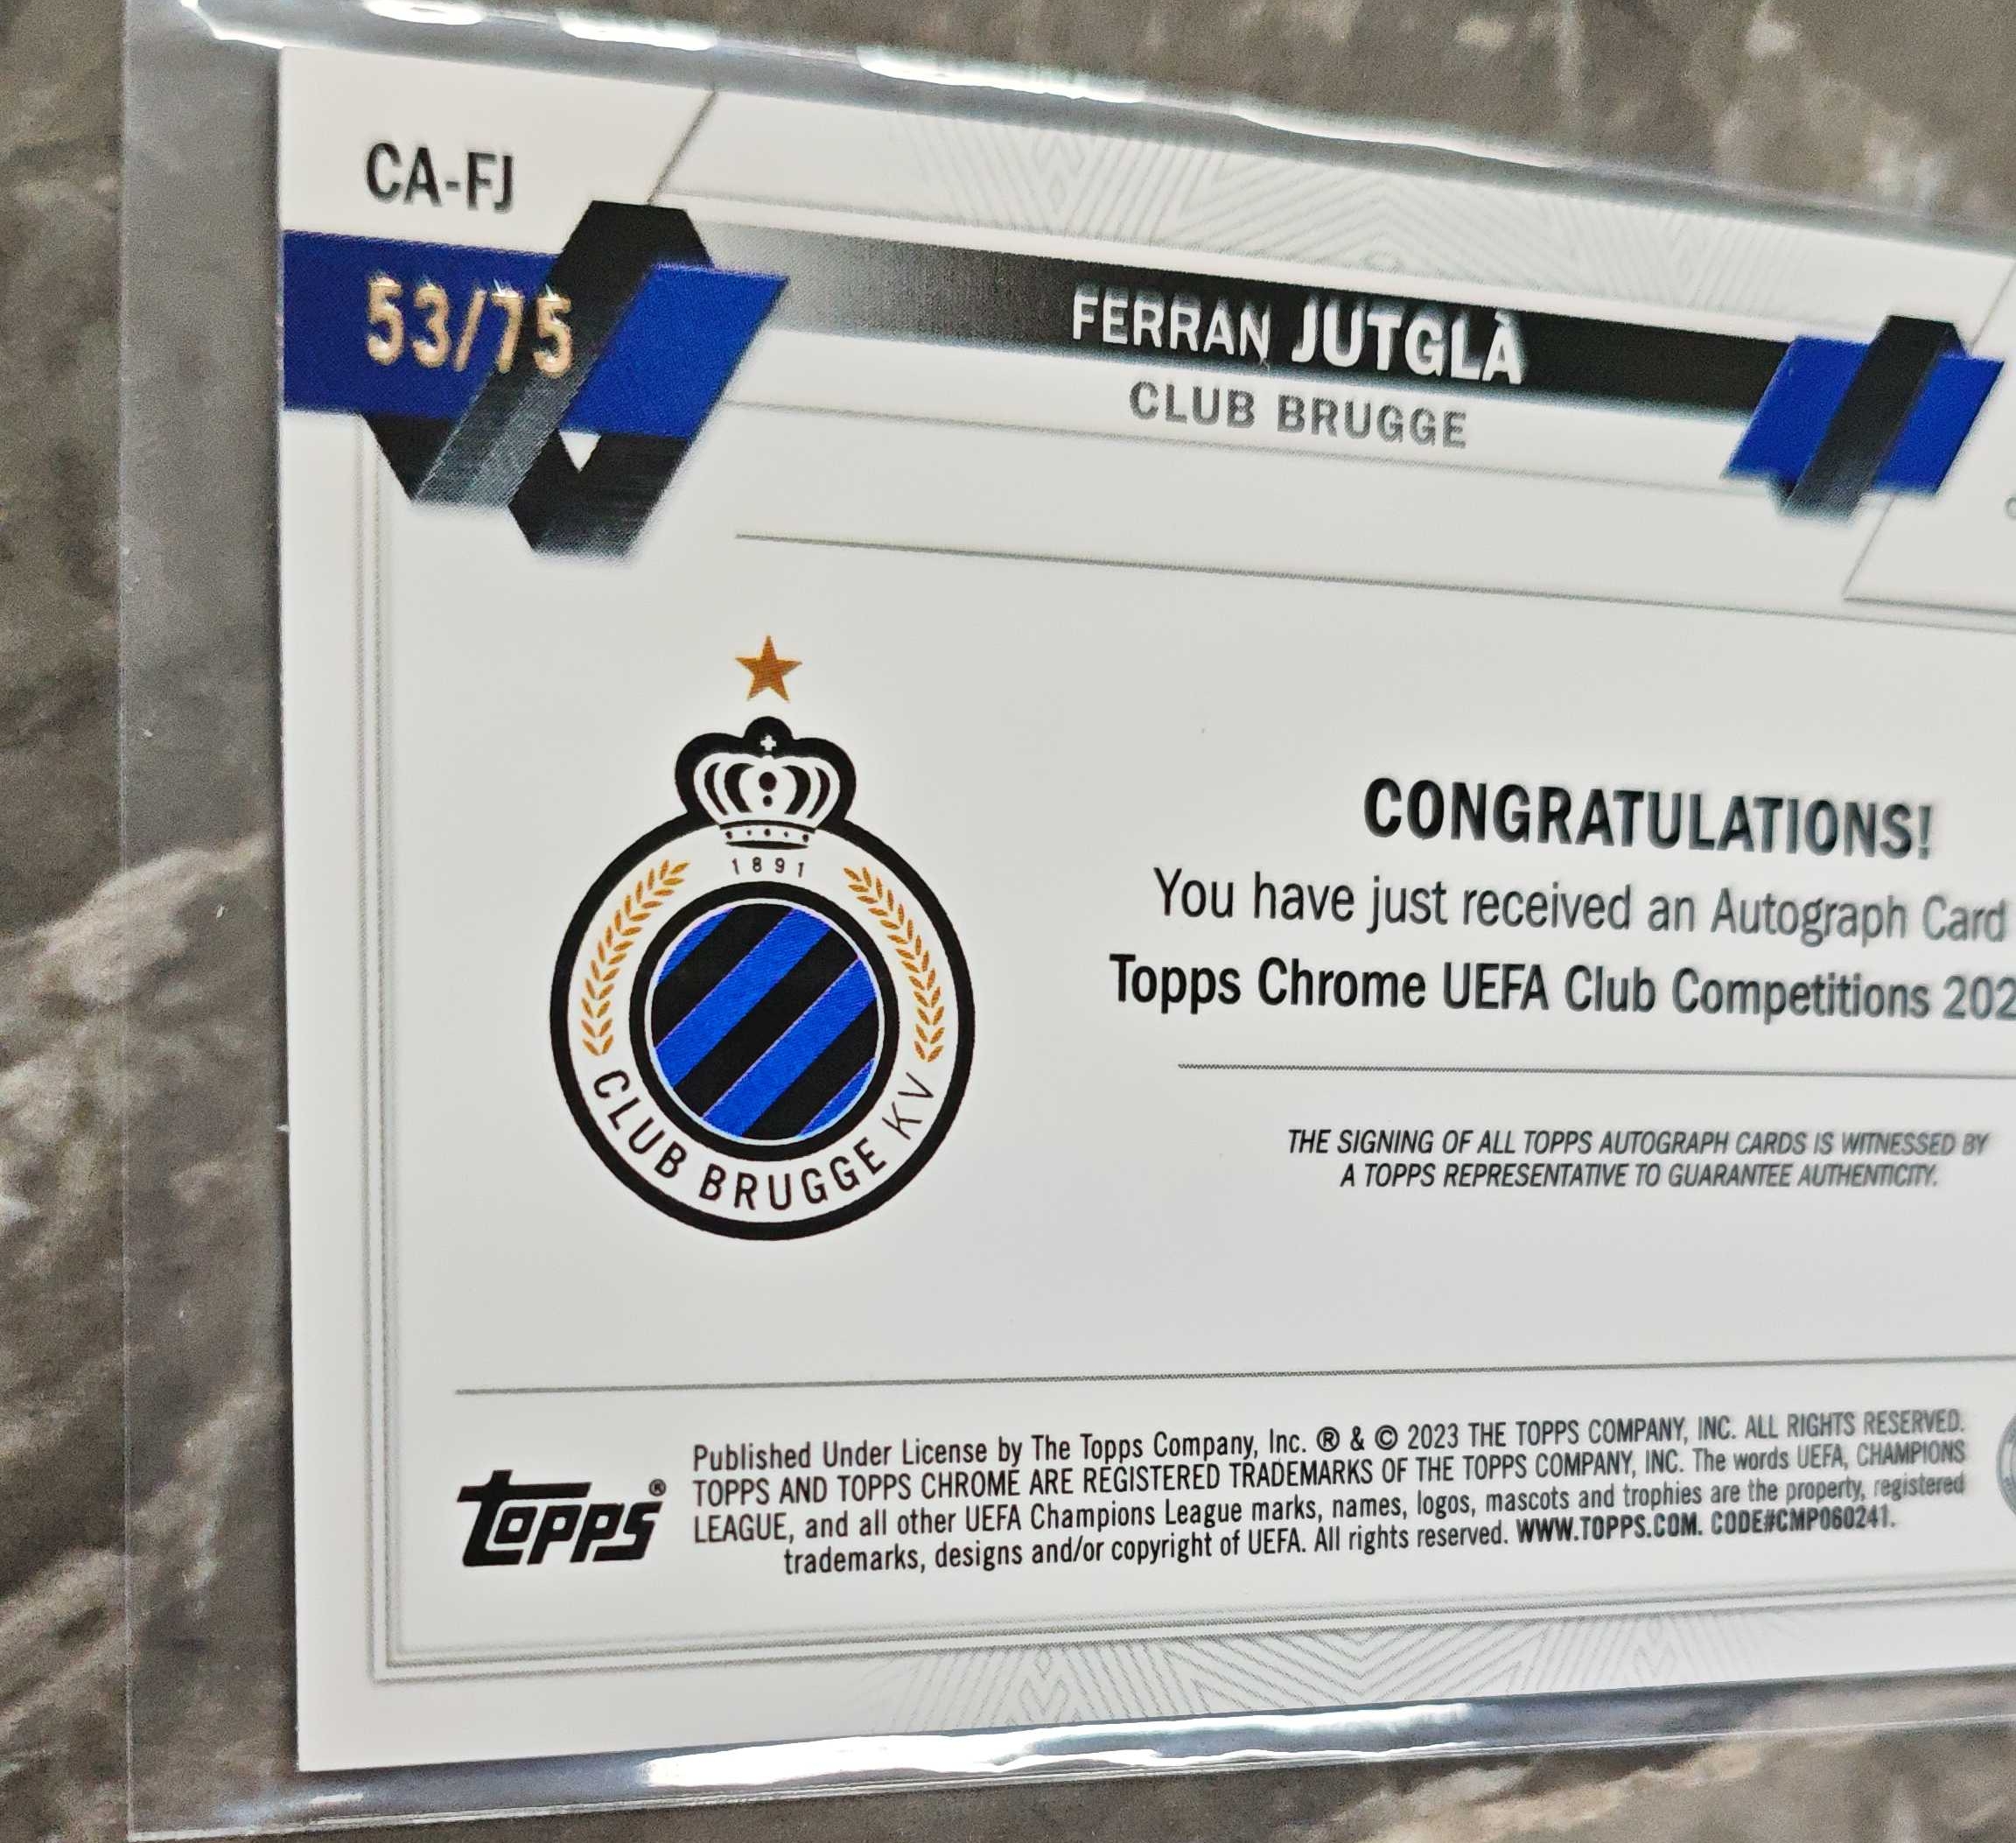 CA-FJ
53/75
FERRAN JUTGLÀ
CLUB BRUGGE
1891
CLUB BRUGGE KV
CONGRATULATIONS!
You have just received an Autograph Card
Topps Chrome UEFA Club Competitions 202
THE SIGNING OF ALL TOPPS AUTOGRAPH CARDS IS WITNESSED BY
A TOPPS REPRESENTATIVE TO GUARANTEE AUTHENTICITY.
topps®
Published Under License by The Topps Company, Inc. ® & © 2023 THE TOPPS COMPANY, INC. ALL RIGHTS RESERVED.
TOPPS AND TOPPS CHROME ARE REGISTERED TRADEMARKS OF THE TOPPS COMPANY, INC. The words UEFA, CHAMPIONS
LEAGUE, and all other UEFA Champions League marks, names, logos, mascots and trophies are the property, registered
trademarks, designs and/or copyright of UEFA. All rights reserved. WWW.TOPPS.COM. CODE#CMP060241.